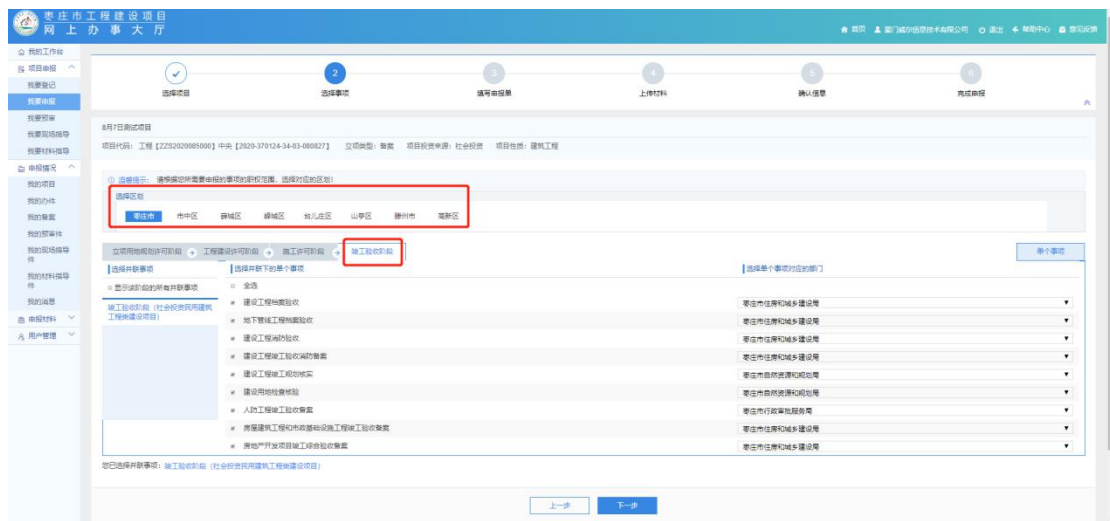 枣庄市工程建设项目
网上办事大厅
首页 厦门威尔信息技术有限公司 退出 帮助中心 意见反馈
我的工作台
项目申报
我要登记
我要申报
我要预审
我要现场指导
我要材料指导
申报情况
我的项目
我的办件
我的备案
我的预审件
我的现场指导件
我的材料指导件
我的消息
申报材料
用户管理
选择项目
2 选择事项
3 填写申报单
4 上传材料
5 确认信息
6 完成申报
8月7日测试项目
项目代码：工程【ZZS2020085000】中央【2020-370124-34-03-080827】 立项类型：备案 项目投资来源：社会投资 项目性质：建筑工程
温馨提示： 请根据您所需要申报的事项的职权范围，选择对应的区划！
选择区划
枣庄市 市中区 薛城区 峄城区 台儿庄区 山亭区 滕州市 高新区
立项用地规划许可阶段 工程建设许可阶段 施工许可阶段 竣工验收阶段 单个事项
选择并联事项 选择并联下的单个事项 选择单个事项对应的部门
显示该阶段的所有并联事项
竣工验收阶段（社会投资民用建筑
工程类建设项目）
全选
建设工程档案验收 枣庄市住房和城乡建设局
地下管线工程档案验收 枣庄市住房和城乡建设局
建设工程消防验收 枣庄市住房和城乡建设局
建设工程竣工验收消防备案 枣庄市住房和城乡建设局
建设工程竣工规划核实 枣庄市自然资源和规划局
建设用地检查核验 枣庄市自然资源和规划局
人防工程竣工验收备案 枣庄市行政审批服务局
房屋建筑工程和市政基础设施工程竣工验收备案 枣庄市住房和城乡建设局
房地产开发项目竣工综合验收备案 枣庄市住房和城乡建设局
您已选择并联事项：竣工验收阶段（社会投资民用建筑工程类建设项目）
上一步 下一步